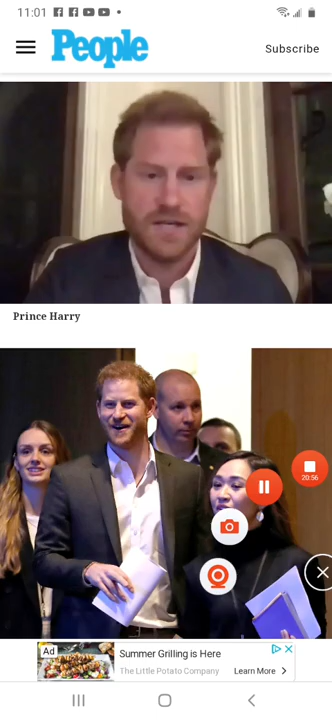 11:01
People
Subscribe
Prince Harry
20:56
Ad
Summer Grilling is Here
The Little Potato Company
Learn More